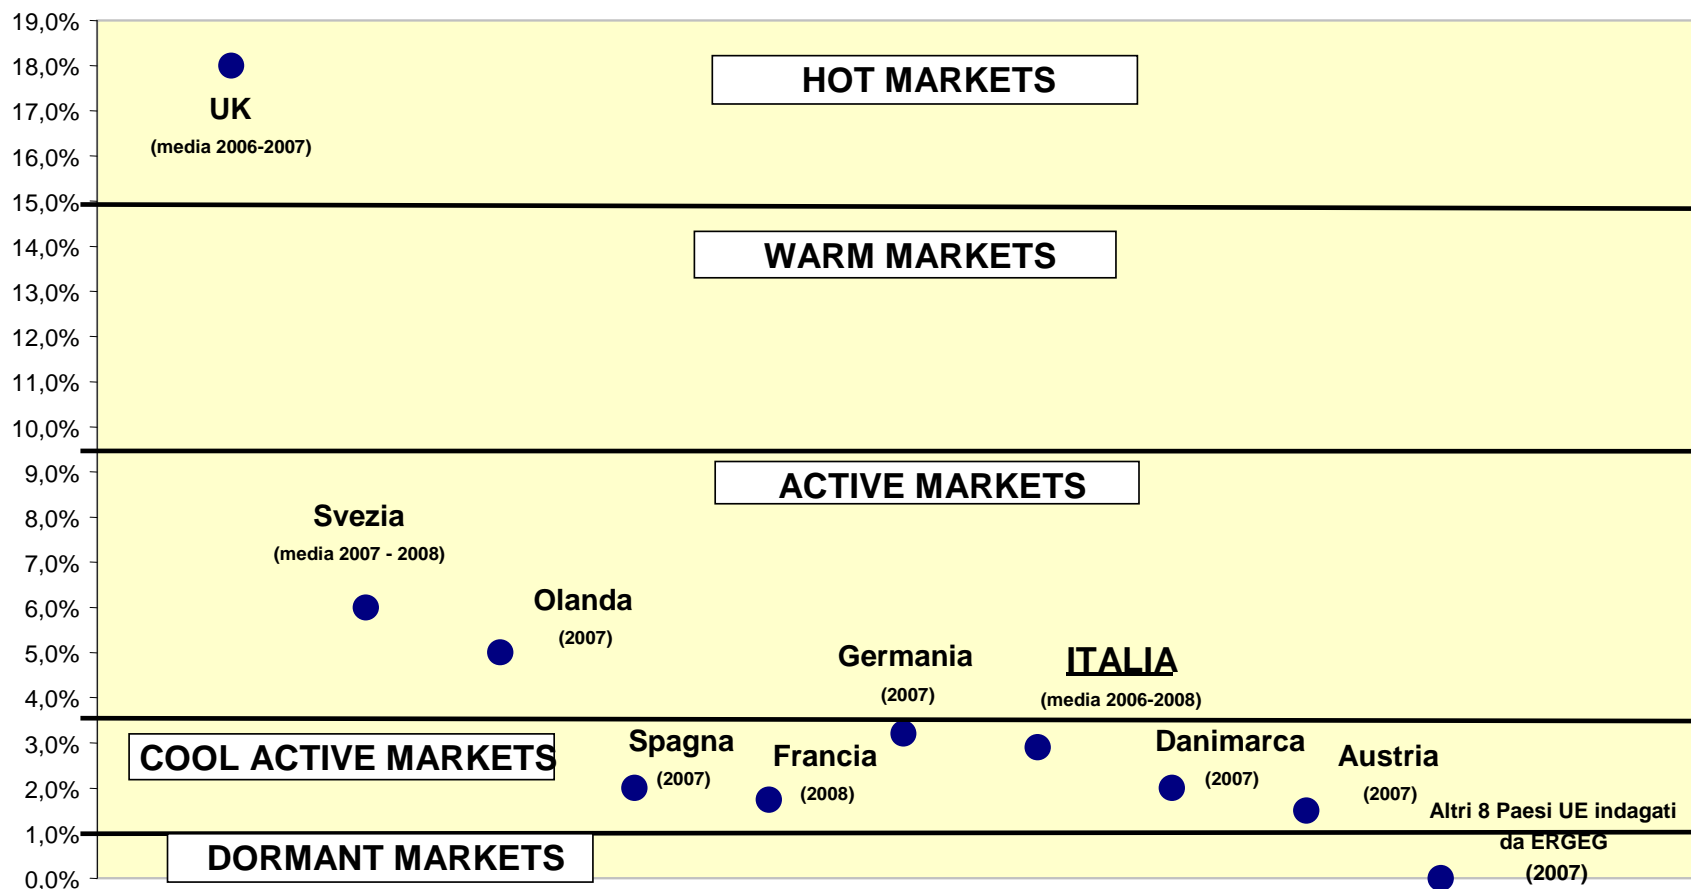 19,0%
18,0%
17,0%
16,0%
15,0%
14,0%
13,0%
12,0%
11,0%
10,0%
9,0%
8,0%
7,0%
6,0%
5,0%
4,0%
3,0%
2,0%
1,0%
0,0%
HOT MARKETS
UK
(media 2006-2007)
WARM MARKETS
ACTIVE MARKETS
Svezia
(media 2007 - 2008)
Olanda
(2007)
Germania
(2007)
ITALIA
(media 2006-2008)
COOL ACTIVE MARKETS
Spagna
(2007)
Francia
(2008)
Danimarca
(2007)
Austria
(2007)
Altri 8 Paesi UE indagati
da ERGEG
(2007)
DORMANT MARKETS